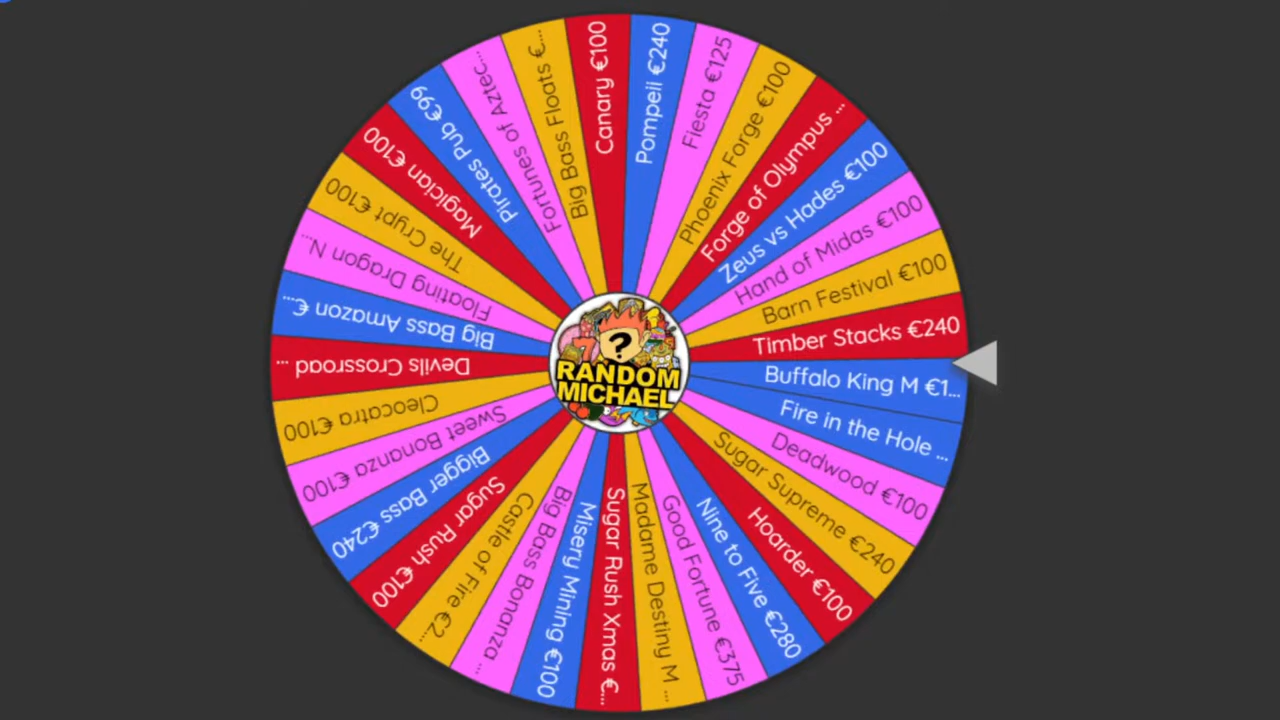 Canary €100
Pompeii €240
Fiesta €125
Phoenix Forge €100
Forge of Olympus ...
Zeus vs Hades €100
Hand of Midas €100
Barn Festival €100
Timber Stacks €240
Buffalo King M €1...
Fire in the Hole ...
Deadwood €100
Sugar Supreme €240
Hoarder €100
Nine to Five €280
Good Fortune €375
Madame Destiny M ...
Sugar Rush Xmas €...
Misery Mining €100
Big Bass Bonanza ...
Castle of Fire €2...
Sugar Rush €100
Bigger Bass €240
Sweet Bonanza €100
Cleocatra €100
Devils Crossroad ...
Big Bass Amazon €...
Floating Dragon N...
The Crypt €100
Magician €100
Pirates Pub €99
Fortunes of Aztec...
Big Bass Floats €...
?
RANDOM
MICHAEL